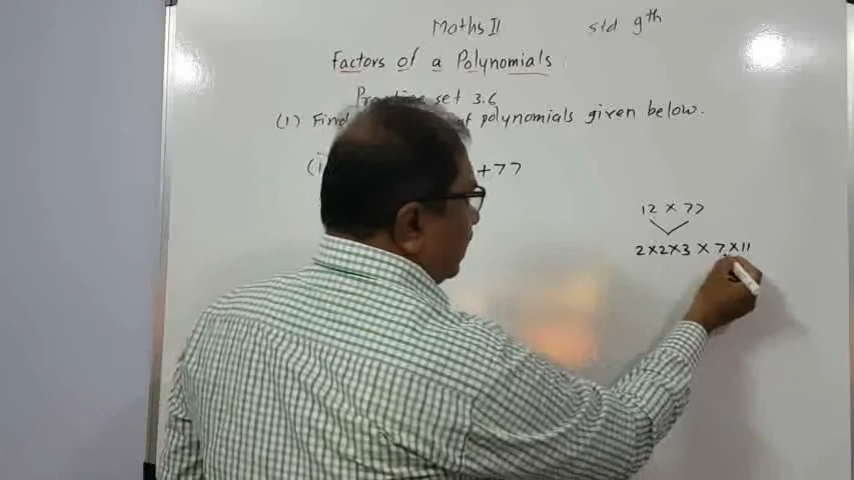 Maths II std 9th
Factors of a Polynomials
Practice set 3.6
(1) Find of polynomials given below.
+77
12 × 77
2×2×3 × 7×11